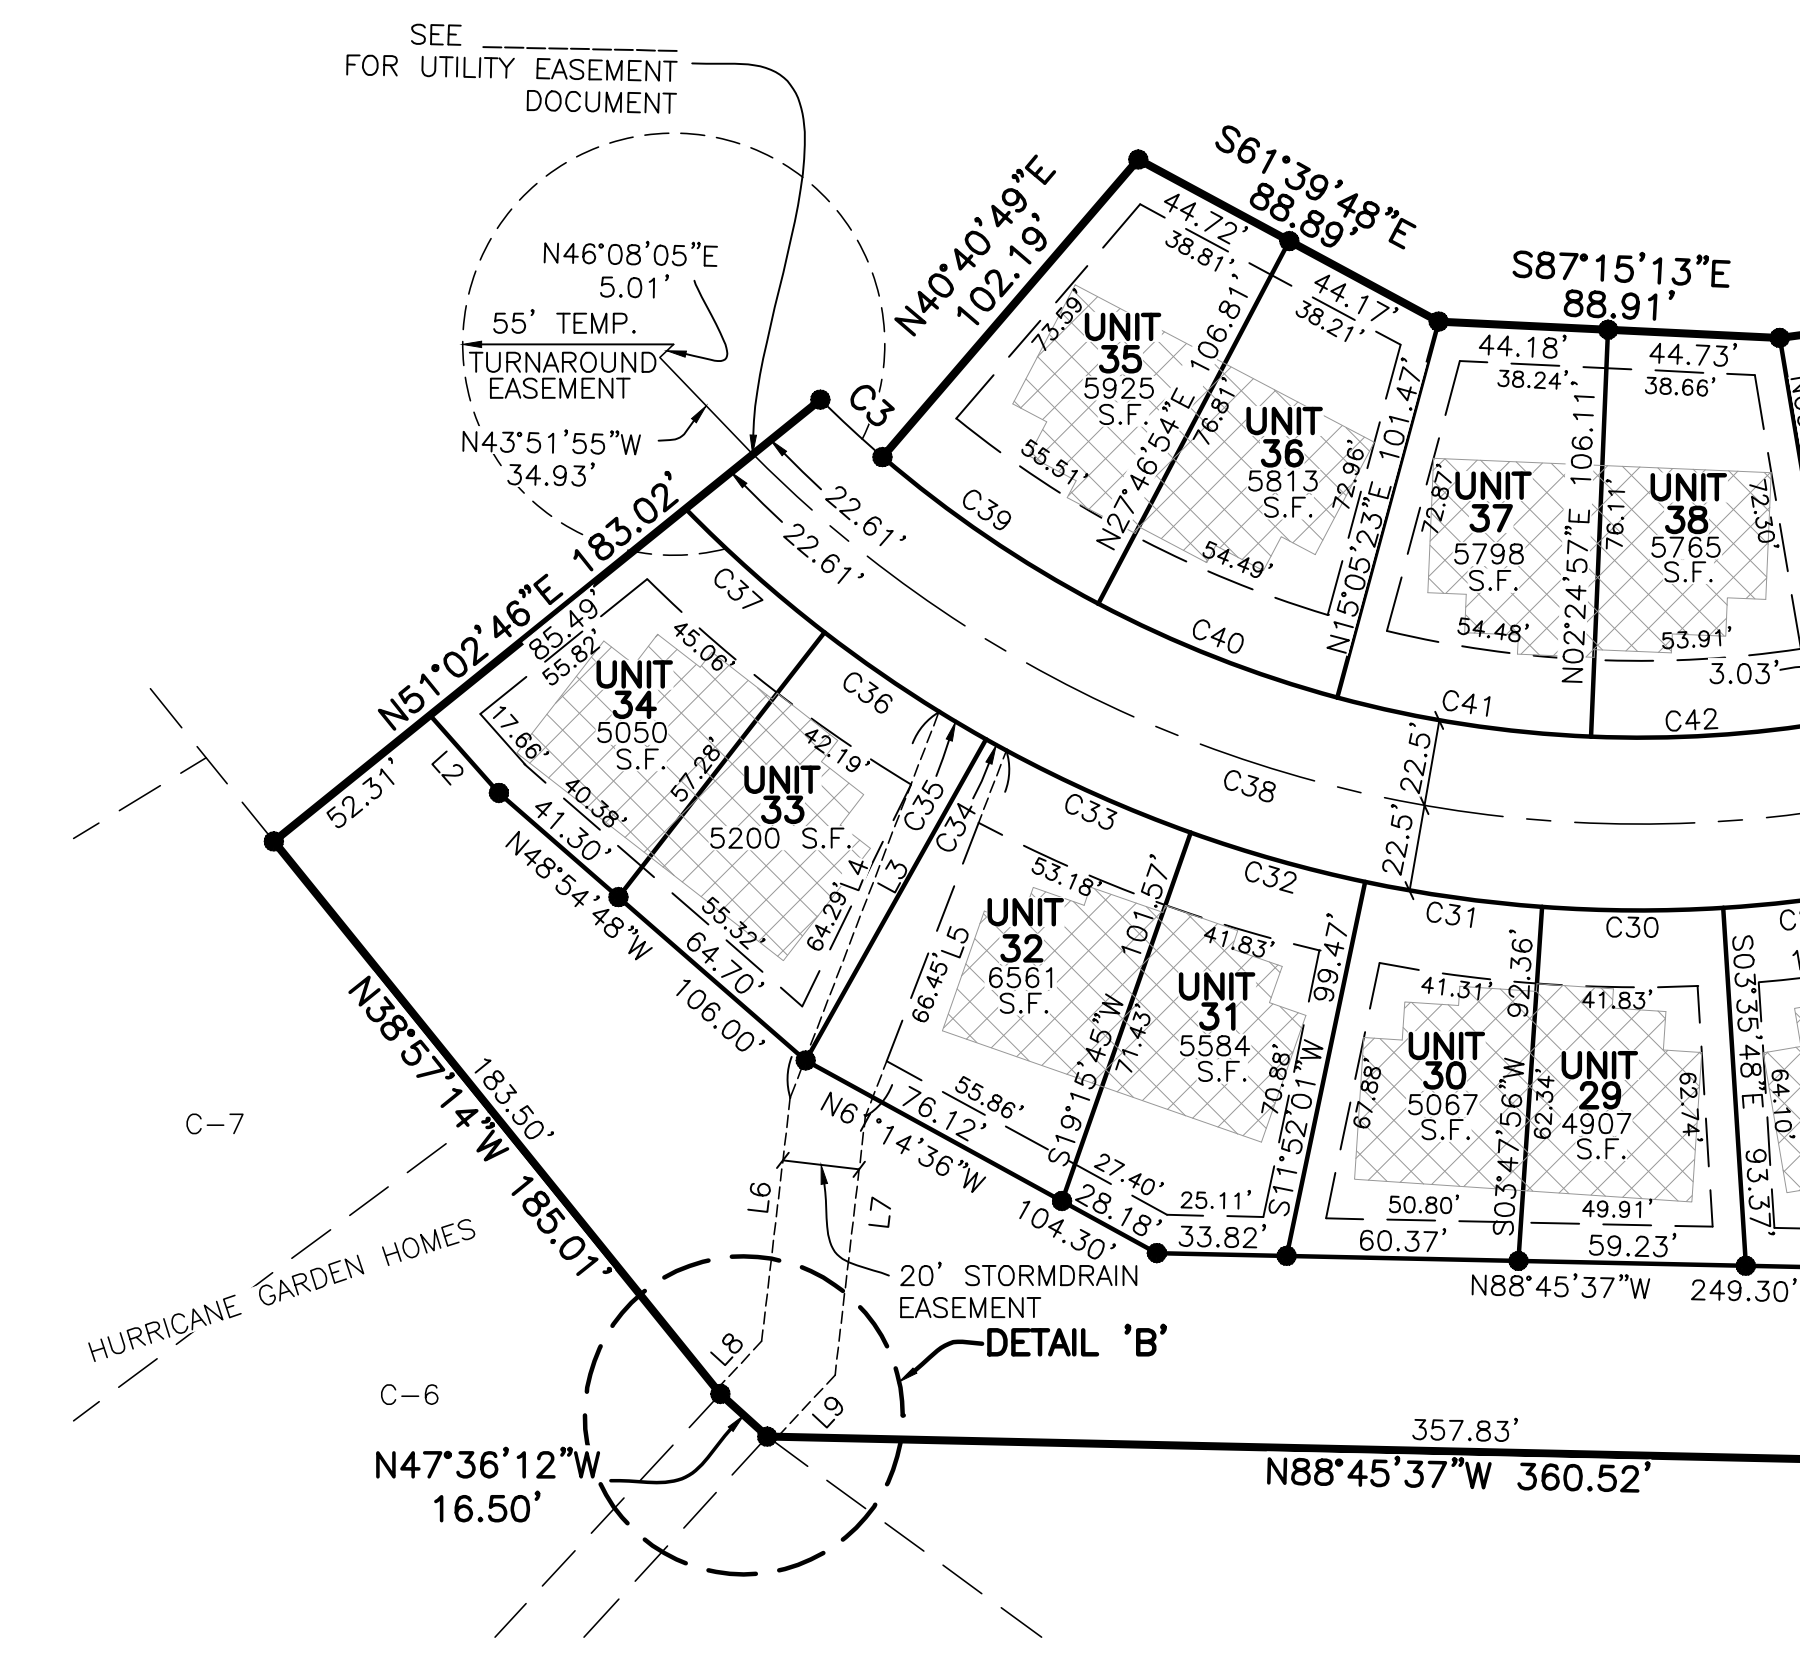 SEE __________
FOR UTILITY EASEMENT
DOCUMENT
N46°08'05"E
5.01'
55' TEMP.
TURNAROUND
EASEMENT
N43°51'55"W
34.93'
C3
N40°40'49"E
102.19'
S61°39'48"E
88.89'
44.72'
38.81'
44.17'
38.21'
S87°15'13"E
88.91'
44.18'
38.24'
44.73'
38.66'
73.59'
UNIT
35
5925
S.F.
55.51'
N27°46'54"E 106.81'
76.81'
UNIT
36
5813
S.F.
54.49'
72.96'
N15°05'23"E 101.47'
72.87'
UNIT
37
5798
S.F.
54.48'
N02°24'57"E 106.11'
76.11'
UNIT
38
5765
S.F.
72.30'
53.91'
3.03'
C39
C40
C41
C42
22.61'
22.61'
N51°02'46"E 183.02'
C37
85.49'
55.82'
45.06'
UNIT
34
5050
S.F.
17.66'
40.38'
41.30'
L2
52.31'
C36
42.19'
57.28'
UNIT
33
5200 S.F.
55.32'
64.70'
N48°54'48"W
106.00'
64.29'
L4
L3
C35
C34
C33
C38
22.5'
22.5'
53.18'
UNIT
32
6561
S.F.
66.45'
L5
55.86'
76.12'
N61°14'36"W
104.30'
C32
S19°15'45"W 101.57'
71.43'
41.83'
UNIT
31
5584
S.F.
70.88'
27.40'
28.18'
25.11'
33.82'
C31
S11°52'01"W 99.47'
41.31'
67.88'
UNIT
30
5067
S.F.
50.80'
60.37'
C30
S03°47'56"W 92.36'
62.34'
41.83'
UNIT
29
4907
S.F.
62.74'
49.91'
59.23'
S03°35'48"E 93.37'
64.10'
N88°45'37"W 249.30'
N38°57'14"W 185.01'
183.50'
C-7
HURRICANE GARDEN HOMES
C-6
L6
L7
20' STORMDRAIN
EASEMENT
DETAIL 'B'
L8
L9
N47°36'12"W
16.50'
357.83'
N88°45'37"W 360.52'